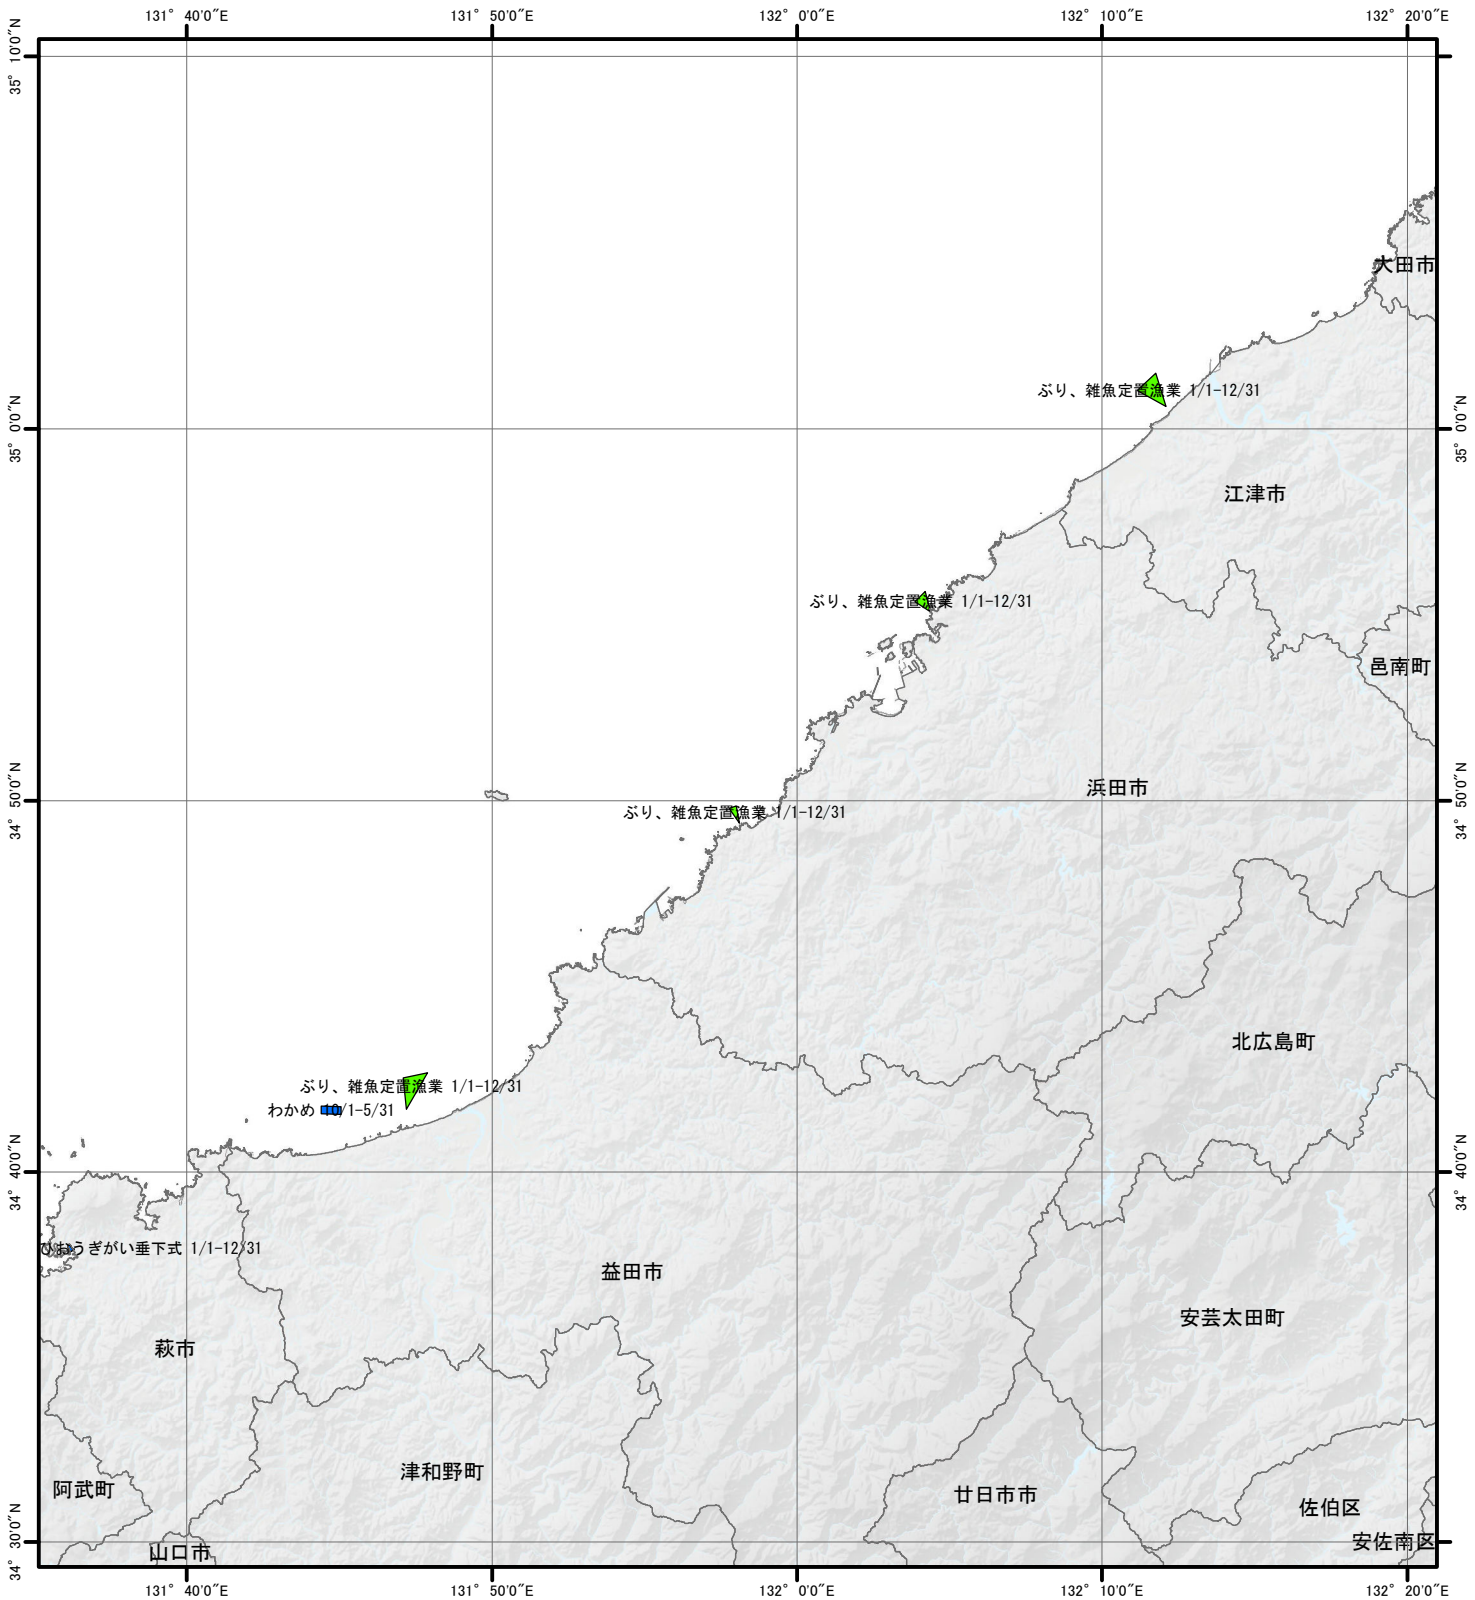 131° 40′0″E 131° 50′0″E 132° 0′0″E 132° 10′0″E 132° 20′0″E
35° 10′0″N
大田市
ぶり、雑魚定置漁業 1/1-12/31
35° 0′0″N 35° 0′0″N
江津市
ぶり、雑魚定置漁業 1/1-12/31
邑南町
浜田市
34° 50′0″N 34° 50′0″N
ぶり、雑魚定置漁業 1/1-12/31
北広島町
ぶり、雑魚定置漁業 1/1-12/31
わかめ 10/1-5/31
34° 40′0″N 34° 40′0″N
ひおうぎがい垂下式 1/1-12/31
益田市
安芸太田町
萩市
津和野町
阿武町
廿日市市
佐伯区
安佐南区
34° 30′0″N
山口市
131° 40′0″E 131° 50′0″E 132° 0′0″E 132° 10′0″E 132° 20′0″E